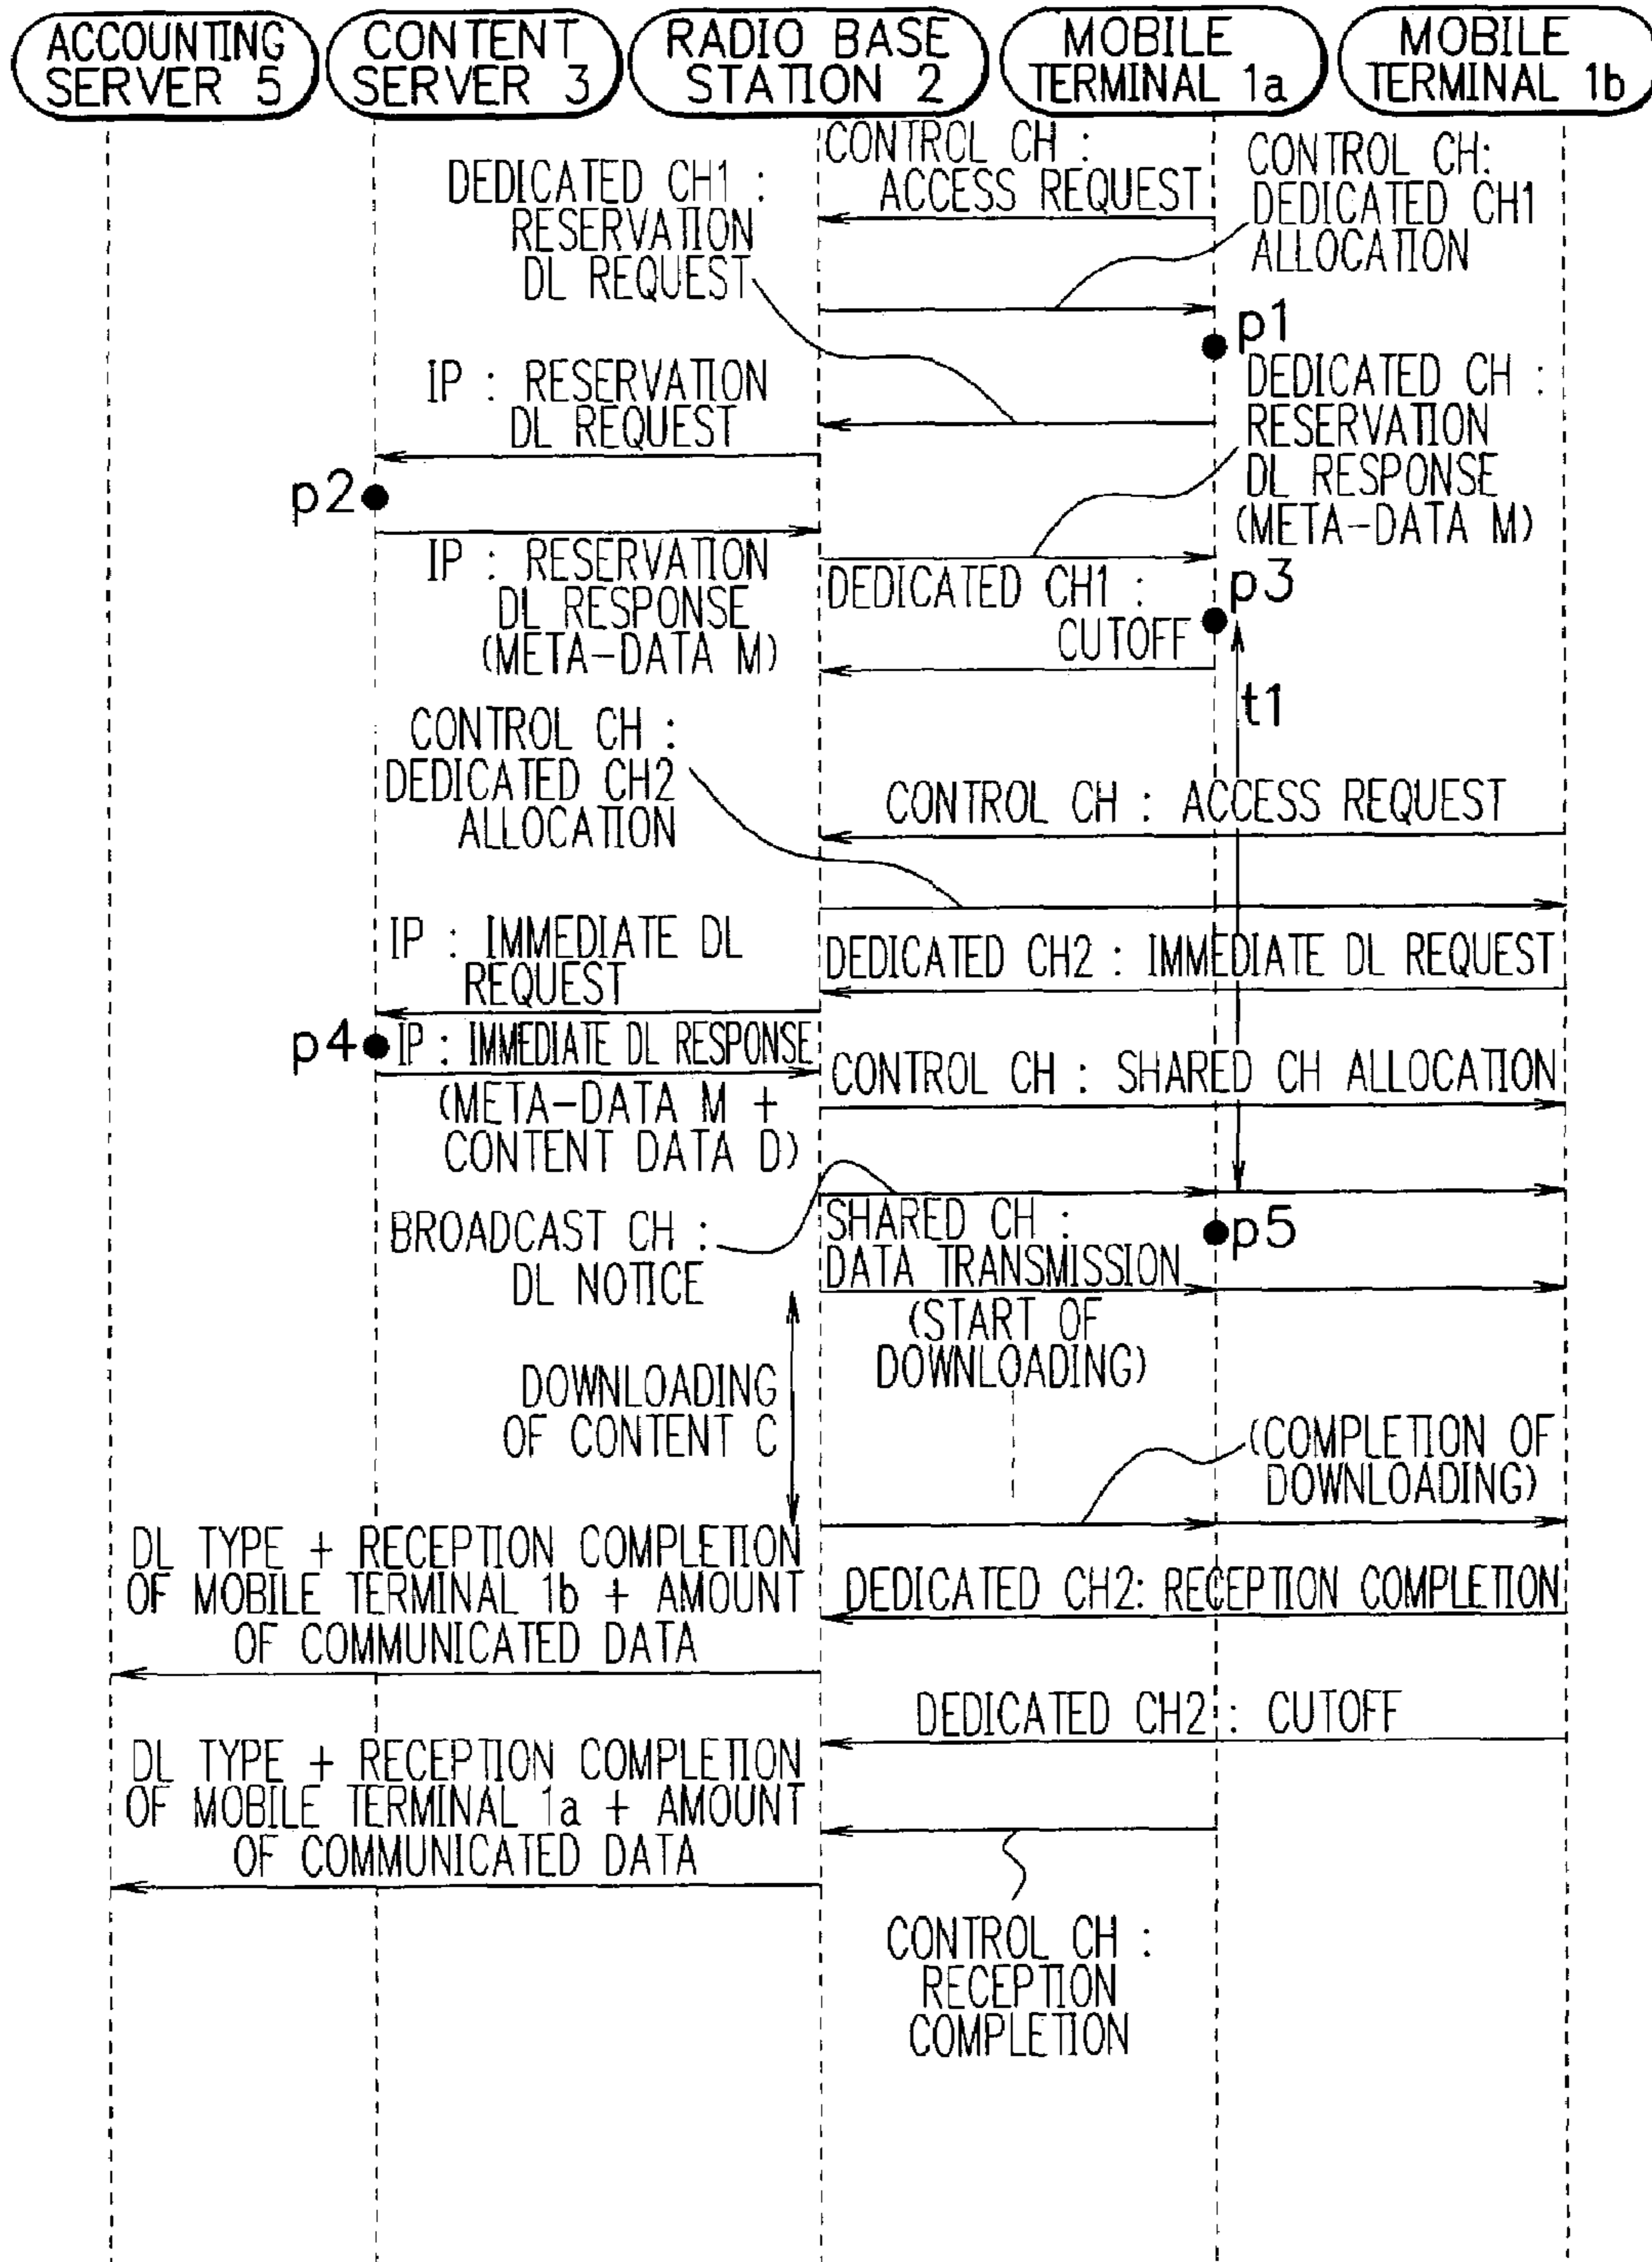 ACCOUNTING
SERVER 5
CONTENT
SERVER 3
RADIO BASE
STATION 2
MOBILE
TERMINAL 1a
MOBILE
TERMINAL 1b
CONTROL CH :
ACCESS REQUEST
CONTROL CH:
DEDICATED CH1
ALLOCATION
DEDICATED CH1 :
RESERVATION
DL REQUEST
p1
IP : RESERVATION
DL REQUEST
DEDICATED CH :
RESERVATION
DL RESPONSE
(META-DATA M)
p2
IP : RESERVATION
DL RESPONSE
(META-DATA M)
DEDICATED CH1 :
CUTOFF
p3
t1
CONTROL CH :
DEDICATED CH2
ALLOCATION
CONTROL CH : ACCESS REQUEST
IP : IMMEDIATE DL
REQUEST
DEDICATED CH2 : IMMEDIATE DL REQUEST
p4
IP : IMMEDIATE DL RESPONSE
(META-DATA M +
CONTENT DATA D)
CONTROL CH : SHARED CH ALLOCATION
BROADCAST CH :
DL NOTICE
SHARED CH :
DATA TRANSMISSION
(START OF
DOWNLOADING)
p5
DOWNLOADING
OF CONTENT C
(COMPLETION OF
DOWNLOADING)
DL TYPE + RECEPTION COMPLETION
OF MOBILE TERMINAL 1b + AMOUNT
OF COMMUNICATED DATA
DEDICATED CH2: RECEPTION COMPLETION
DEDICATED CH2 : CUTOFF
DL TYPE + RECEPTION COMPLETION
OF MOBILE TERMINAL 1a + AMOUNT
OF COMMUNICATED DATA
CONTROL CH :
RECEPTION
COMPLETION